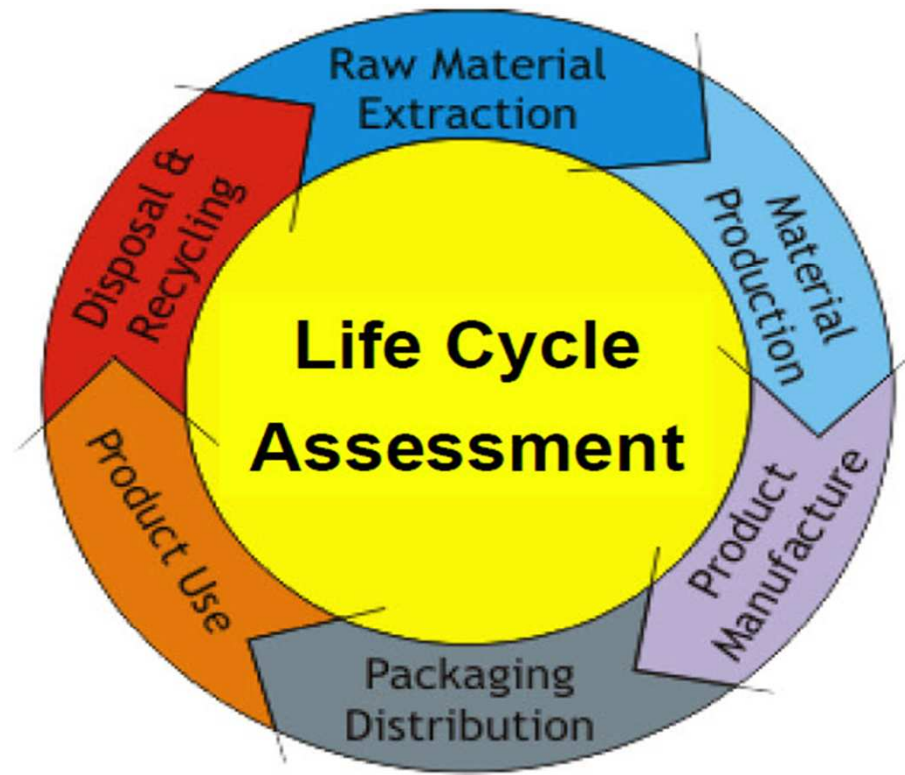 Raw Material
Extraction
Material
Production
Product
Manufacture
Packaging
Distribution
Product Use
Disposal &
Recycling
Life Cycle
Assessment